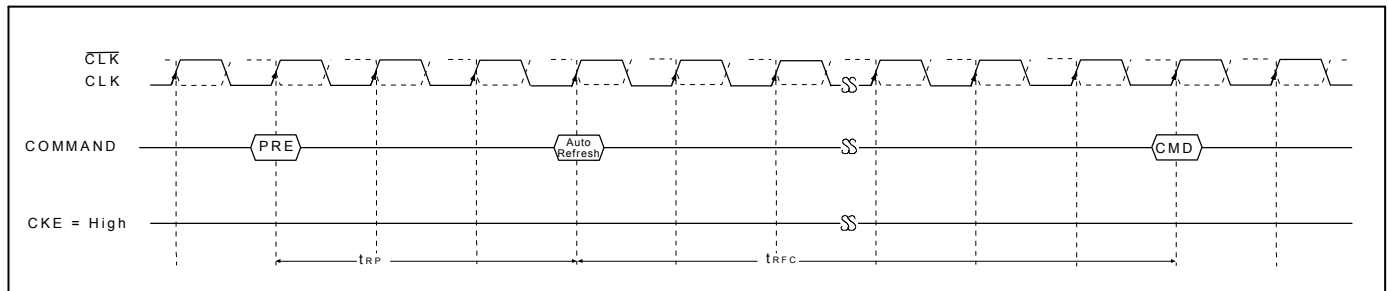 CLK
CLK
COMMAND
PRE
Auto
Refresh
CMD
CKE = High
tRP
tRFC